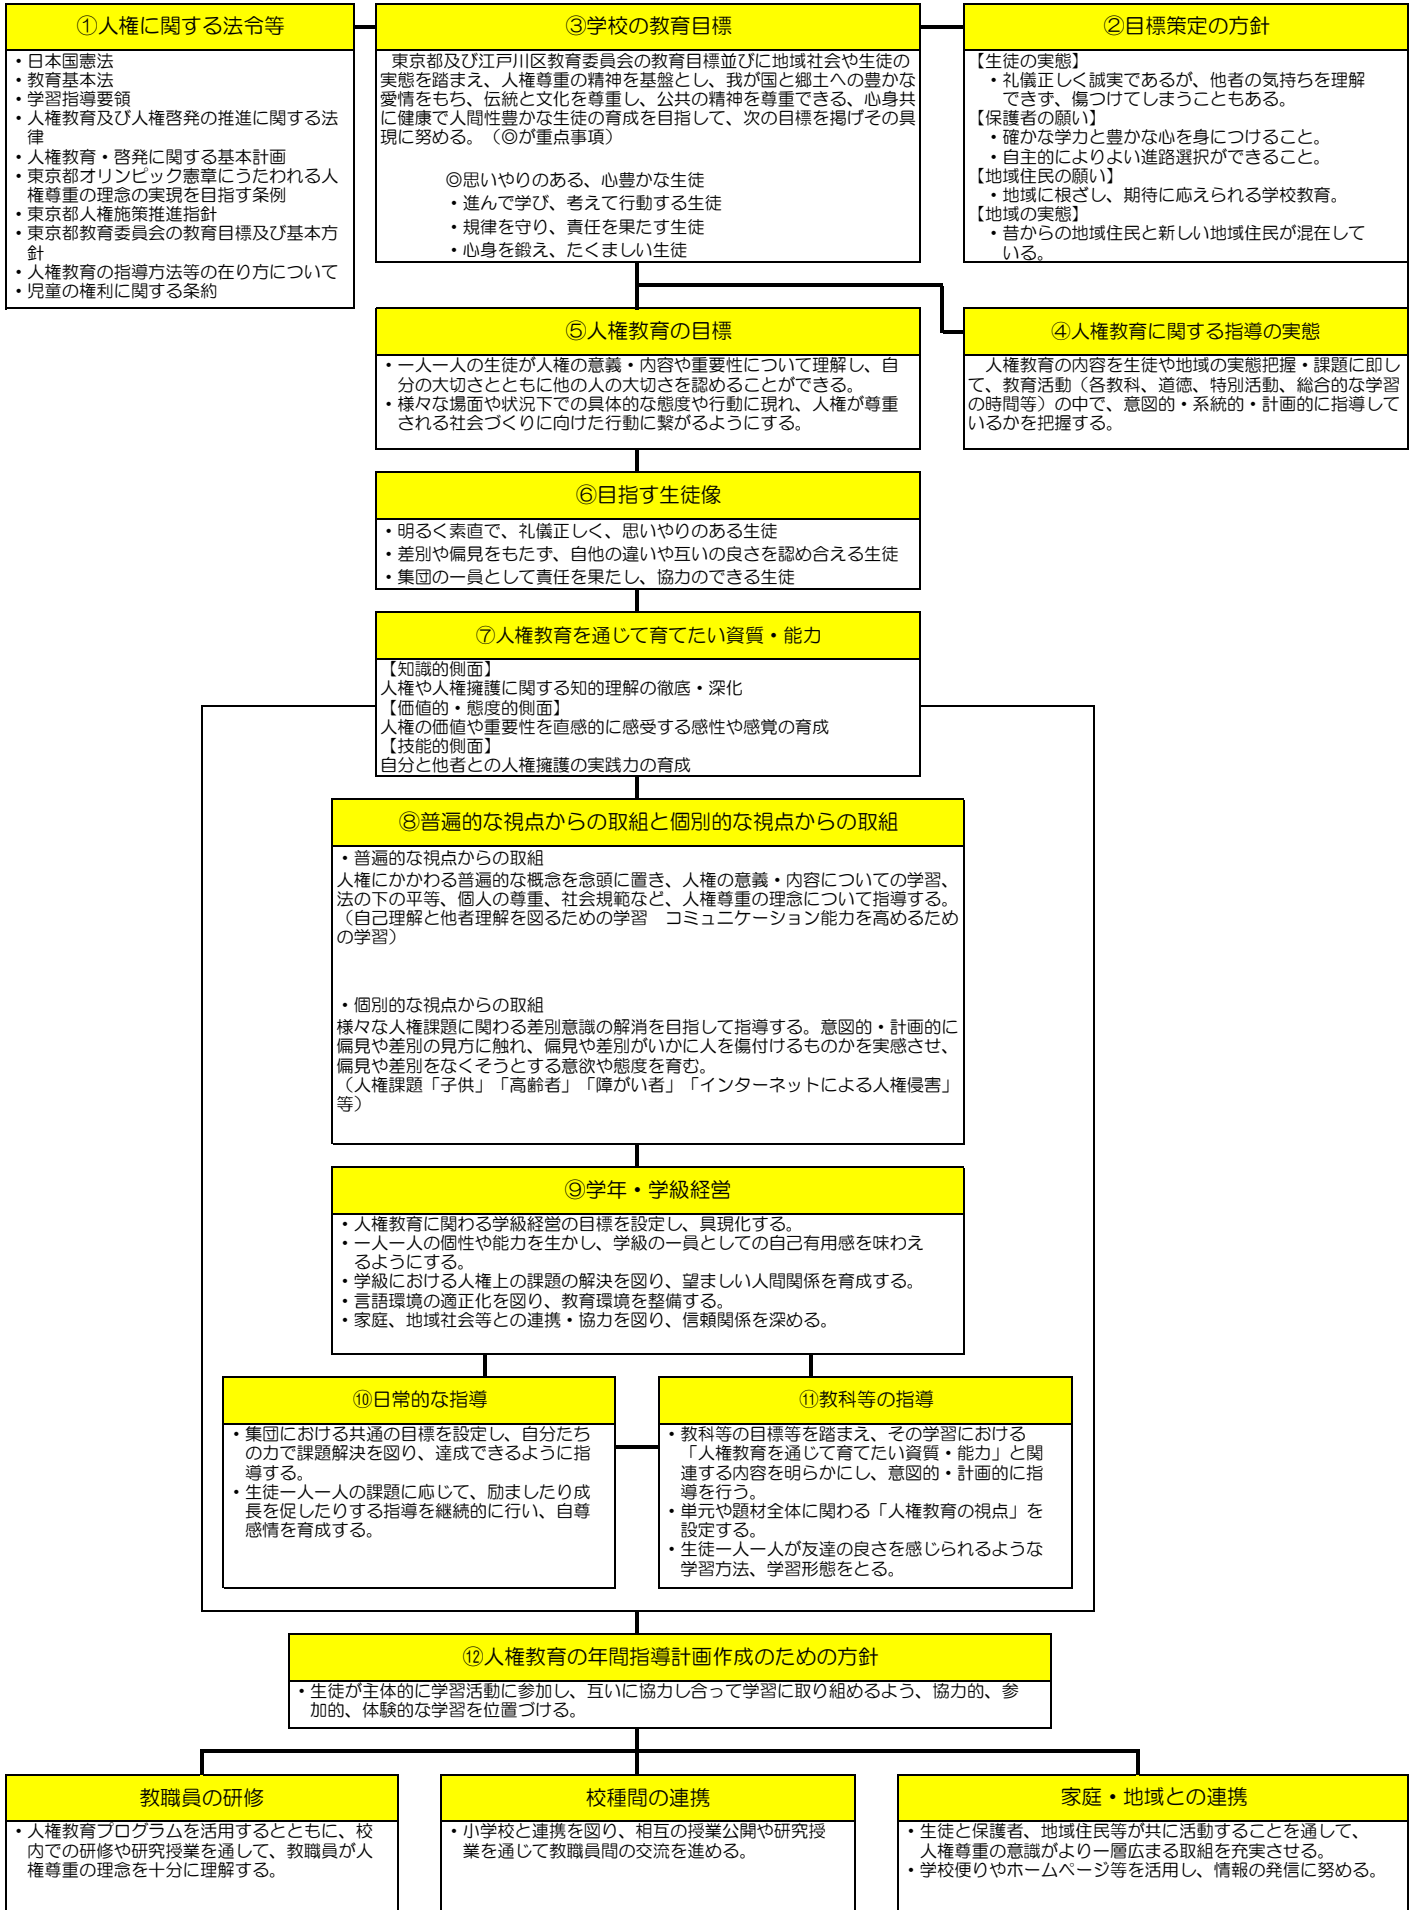 ①人権に関する法令等
・日本国憲法
・教育基本法
・学習指導要領
・人権教育及び人権啓発の推進に関する法
律
・人権教育・啓発に関する基本計画
・東京都オリンピック憲章にうたわれる人
権尊重の理念の実現を目指す条例
・東京都人権施策推進指針
・東京都教育委員会の教育目標及び基本方
針
・人権教育の指導方法等の在り方について
・児童の権利に関する条約
③学校の教育目標
東京都及び江戸川区教育委員会の教育目標並びに地域社会や生徒の
実態を踏まえ、人権尊重の精神を基盤とし、我が国と郷土への豊かな
愛情をもち、伝統と文化を尊重し、公共の精神を尊重できる、心身共
に健康で人間性豊かな生徒の育成を目指して、次の目標を掲げその具
現に努める。（◎が重点事項）
◎思いやりのある、心豊かな生徒
・進んで学び、考えて行動する生徒
・規律を守り、責任を果たす生徒
・心身を鍛え、たくましい生徒
②目標策定の方針
【生徒の実態】
・礼儀正しく誠実であるが、他者の気持ちを理解
できず、傷つけてしまうこともある。
【保護者の願い】
・確かな学力と豊かな心を身につけること。
・自主的によりよい進路選択ができること。
【地域住民の願い】
・地域に根ざし、期待に応えられる学校教育。
【地域の実態】
・昔からの地域住民と新しい地域住民が混在して
いる。
⑤人権教育の目標
・一人一人の生徒が人権の意義・内容や重要性について理解し、自
分の大切さとともに他の人の大切さを認めることができる。
・様々な場面や状況下での具体的な態度や行動に現れ、人権が尊重
される社会づくりに向けた行動に繋がるようにする。
④人権教育に関する指導の実態
人権教育の内容を生徒や地域の実態把握・課題に即し
て、教育活動（各教科、道徳、特別活動、総合的な学習
の時間等）の中で、意図的・系統的・計画的に指導して
いるかを把握する。
⑥目指す生徒像
・明るく素直で、礼儀正しく、思いやりのある生徒
・差別や偏見をもたず、自他の違いや互いの良さを認め合える生徒
・集団の一員として責任を果たし、協力のできる生徒
⑦人権教育を通じて育てたい資質・能力
【知識的側面】
人権や人権擁護に関する知的理解の徹底・深化
【価値的・態度的側面】
人権の価値や重要性を直感的に感受する感性や感覚の育成
【技能的側面】
自分と他者との人権擁護の実践力の育成
⑧普遍的な視点からの取組と個別的な視点からの取組
・普遍的な視点からの取組
人権にかかわる普遍的な概念を念頭に置き、人権の意義・内容についての学習、
法の下の平等、個人の尊重、社会規範など、人権尊重の理念について指導する。
（自己理解と他者理解を図るための学習　コミュニケーション能力を高めるため
の学習）
・個別的な視点からの取組
様々な人権課題に関わる差別意識の解消を目指して指導する。意図的・計画的に
偏見や差別の見方に触れ、偏見や差別がいかに人を傷付けるものかを実感させ、
偏見や差別をなくそうとする意欲や態度を育む。
（人権課題「子供」「高齢者」「障がい者」「インターネットによる人権侵害」
等）
⑨学年・学級経営
・人権教育に関わる学級経営の目標を設定し、具現化する。
・一人一人の個性や能力を生かし、学級の一員としての自己有用感を味わえ
るようにする。
・学級における人権上の課題の解決を図り、望ましい人間関係を育成する。
・言語環境の適正化を図り、教育環境を整備する。
・家庭、地域社会等との連携・協力を図り、信頼関係を深める。
⑩日常的な指導
・集団における共通の目標を設定し、自分たち
の力で課題解決を図り、達成できるように指
導する。
・生徒一人一人の課題に応じて、励ましたり成
長を促したりする指導を継続的に行い、自尊
感情を育成する。
⑪教科等の指導
・教科等の目標等を踏まえ、その学習における
「人権教育を通じて育てたい資質・能力」と関
連する内容を明らかにし、意図的・計画的に指
導を行う。
・単元や題材全体に関わる「人権教育の視点」を
設定する。
・生徒一人一人が友達の良さを感じられるような
学習方法、学習形態をとる。
⑫人権教育の年間指導計画作成のための方針
・生徒が主体的に学習活動に参加し、互いに協力し合って学習に取り組めるよう、協力的、参
加的、体験的な学習を位置づける。
教職員の研修
・人権教育プログラムを活用するとともに、校
内での研修や研究授業を通して、教職員が人
権尊重の理念を十分に理解する。
校種間の連携
・小学校と連携を図り、相互の授業公開や研究授
業を通じて教職員間の交流を進める。
家庭・地域との連携
・生徒と保護者、地域住民等が共に活動することを通して、
人権尊重の意識がより一層広まる取組を充実させる。
・学校便りやホームページ等を活用し、情報の発信に努める。